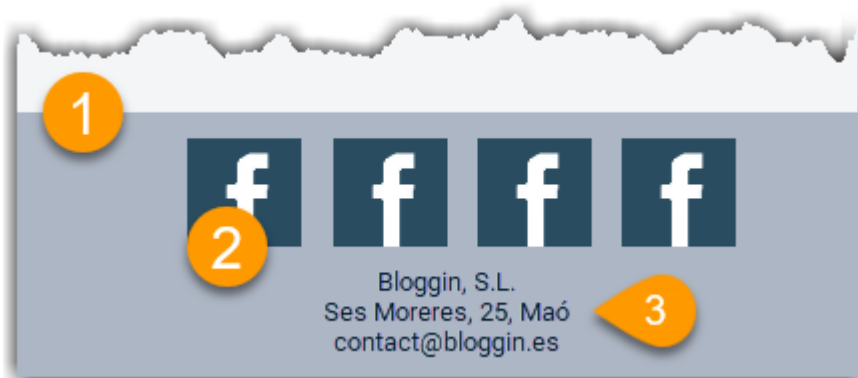 1
f f f f
2
Bloggin, S.L.
Ses Moreres, 25, Maó
3
contact@bloggin.es